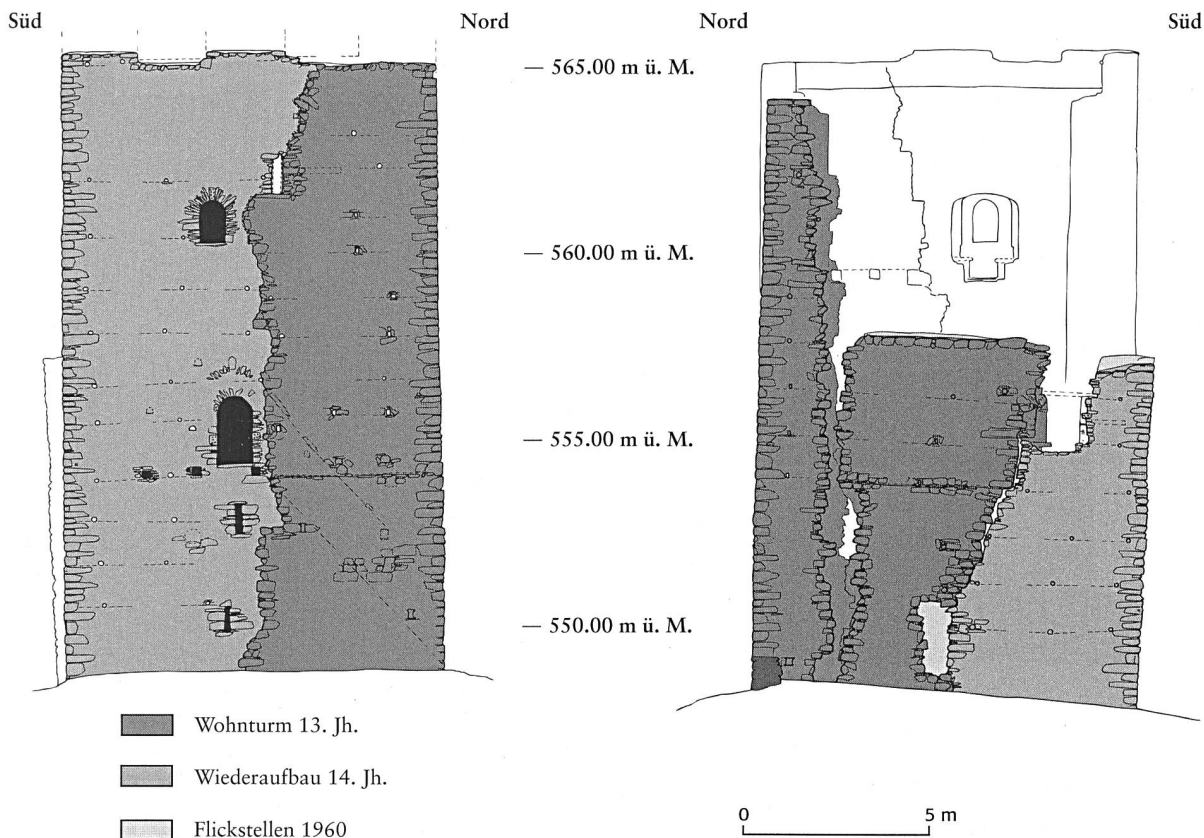 Süd
Nord
Nord
Süd
— 565.00 m ü. M.
— 560.00 m ü. M.
— 555.00 m ü. M.
— 550.00 m ü. M.
Wohnturm 13. Jh.
Wiederaufbau 14. Jh.
Flickstellen 1960
0
5 m